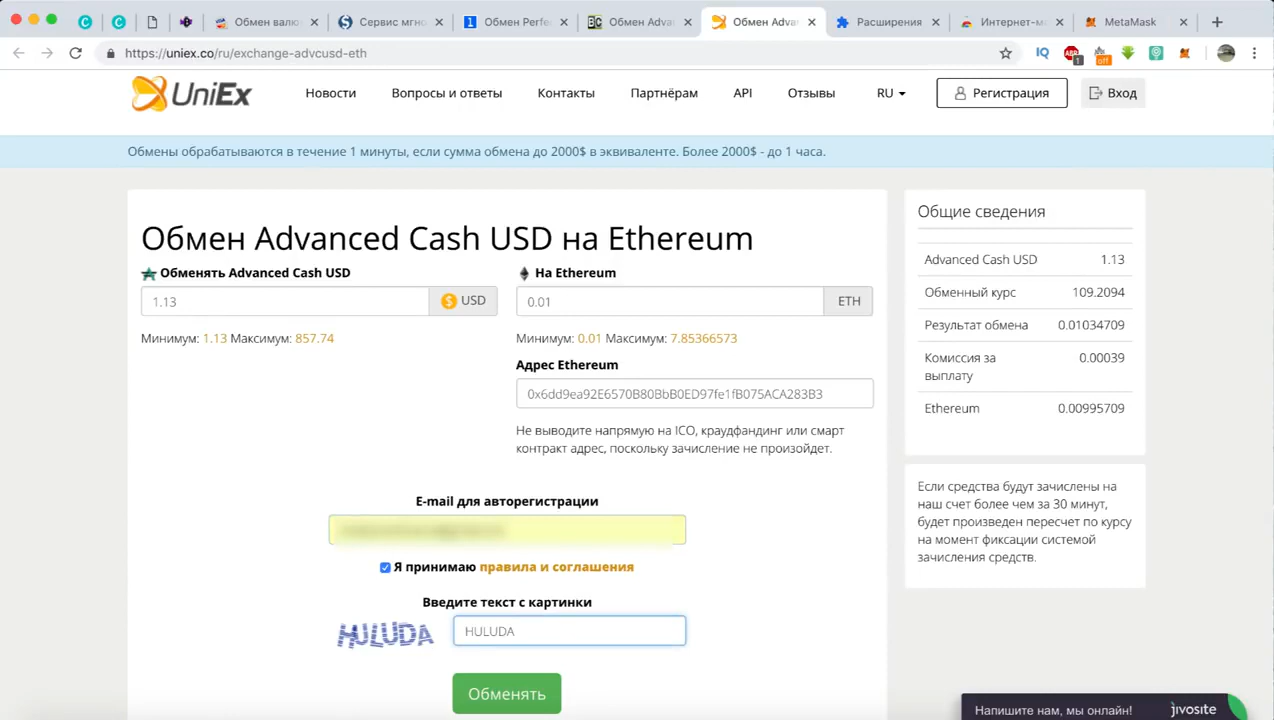 Обмен валю
Сервис мгно
Обмен Perfe
Обмен Адва
Обмен Адва
Расширения
Интернет-м
MetaMask
https://uniex.co/ru/exchange-advcusd-eth
IQ
ABP
1
off
UniEx
Новости
Вопросы и ответы
Контакты
Партнёрам
API
Отзывы
RU
Регистрация
Вход
Обмены обрабатываются в течение 1 минуты, если сумма обмена до 2000$ в эквиваленте. Более 2000$ - до 1 часа.
Обмен Advanced Cash USD на Ethereum
Обменять Advanced Cash USD
На Ethereum
1.13
USD
0.01
ETH
Минимум: 1.13 Максимум: 857.74
Минимум: 0.01 Максимум: 7.85366573
Адрес Ethereum
0x6dd9ea92E6570B80BbB0ED97fe1fB075ACA283B3
Не выводите напрямую на ICO, краудфандинг или смарт
контракт адрес, поскольку зачисление не произойдет.
E-mail для авторегистрации
Я принимаю правила и соглашения
Введите текст с картинки
HULUDA
HULUDA
Обменять
Общие сведения
Advanced Cash USD 1.13
Обменный курс 109.2094
Результат обмена 0.01034709
Комиссия за 0.00039
выплату
Ethereum 0.00995709
Если средства будут зачислены на
наш счет более чем за 30 минут,
будет произведен пересчет по курсу
на момент фиксации системой
зачисления средств.
Напишите нам, мы онлайн!
jivosite